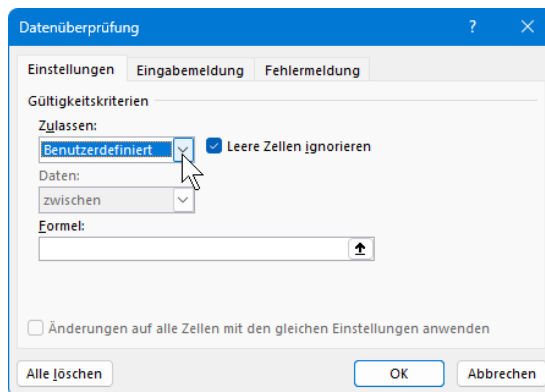 Datenüberprüfung
Einstellungen Eingabemeldung Fehlermeldung
Gültigkeitskriterien
Zulassen:
Benutzerdefiniert Leere Zellen ignorieren
Daten:
zwischen
Formel:
Änderungen auf alle Zellen mit den gleichen Einstellungen anwenden
Alle löschen OK Abbrechen